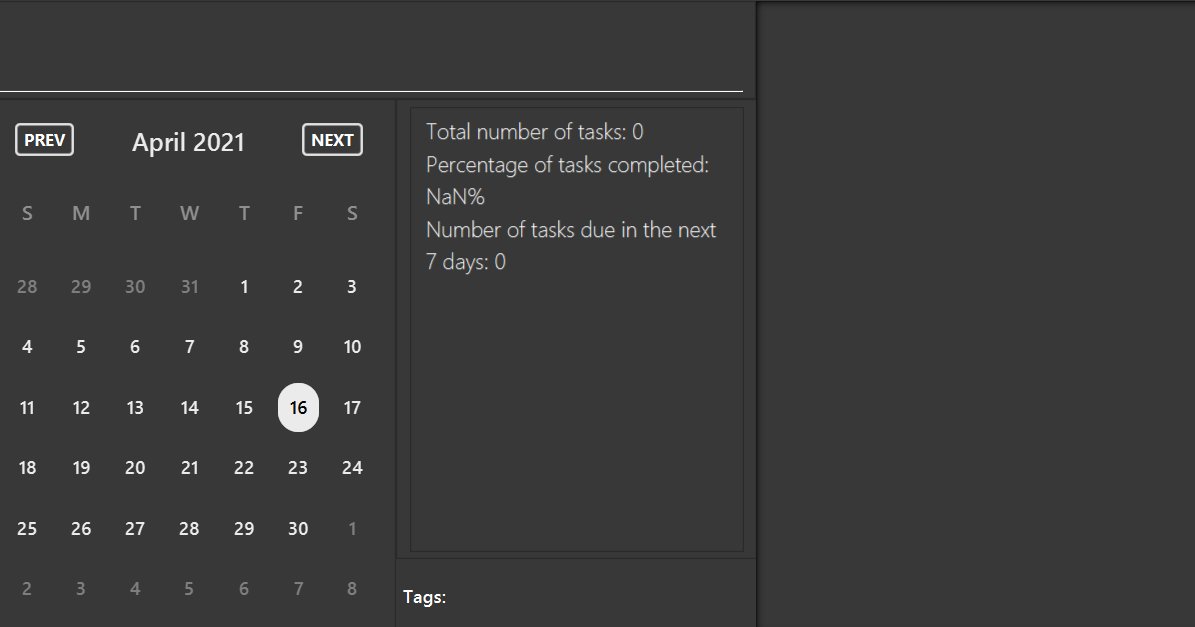 PREV April 2021 NEXT
S M T W T F S
28 29 30 31 1 2 3
4 5 6 7 8 9 10
11 12 13 14 15 16 17
18 19 20 21 22 23 24
25 26 27 28 29 30 1
2 3 4 5 6 7 8
Total number of tasks: 0
Percentage of tasks completed:
NaN%
Number of tasks due in the next
7 days: 0
Tags: